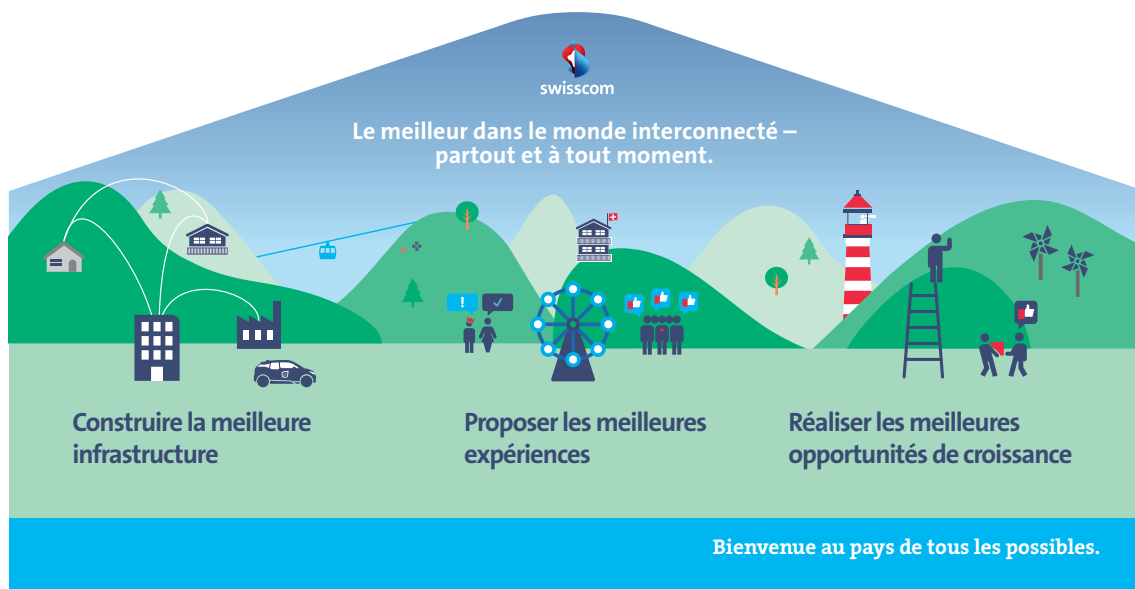 swisscom
Le meilleur dans le monde interconnecté –
partout et à tout moment.
!
Construire la meilleure
infrastructure
Proposer les meilleures
expériences
Réaliser les meilleures
opportunités de croissance
Bienvenue au pays de tous les possibles.